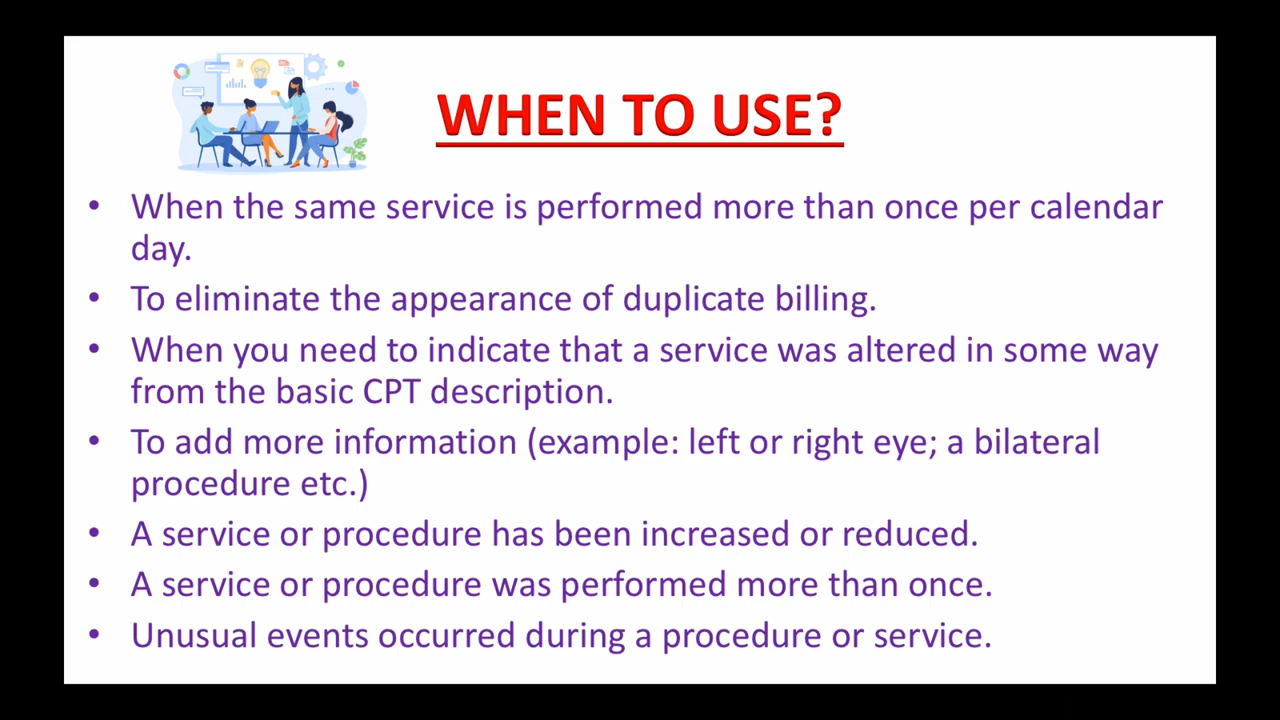 WHEN TO USE?
• When the same service is performed more than once per calendar
day.
• To eliminate the appearance of duplicate billing.
• When you need to indicate that a service was altered in some way
from the basic CPT description.
• To add more information (example: left or right eye; a bilateral
procedure etc.)
• A service or procedure has been increased or reduced.
• A service or procedure was performed more than once.
• Unusual events occurred during a procedure or service.